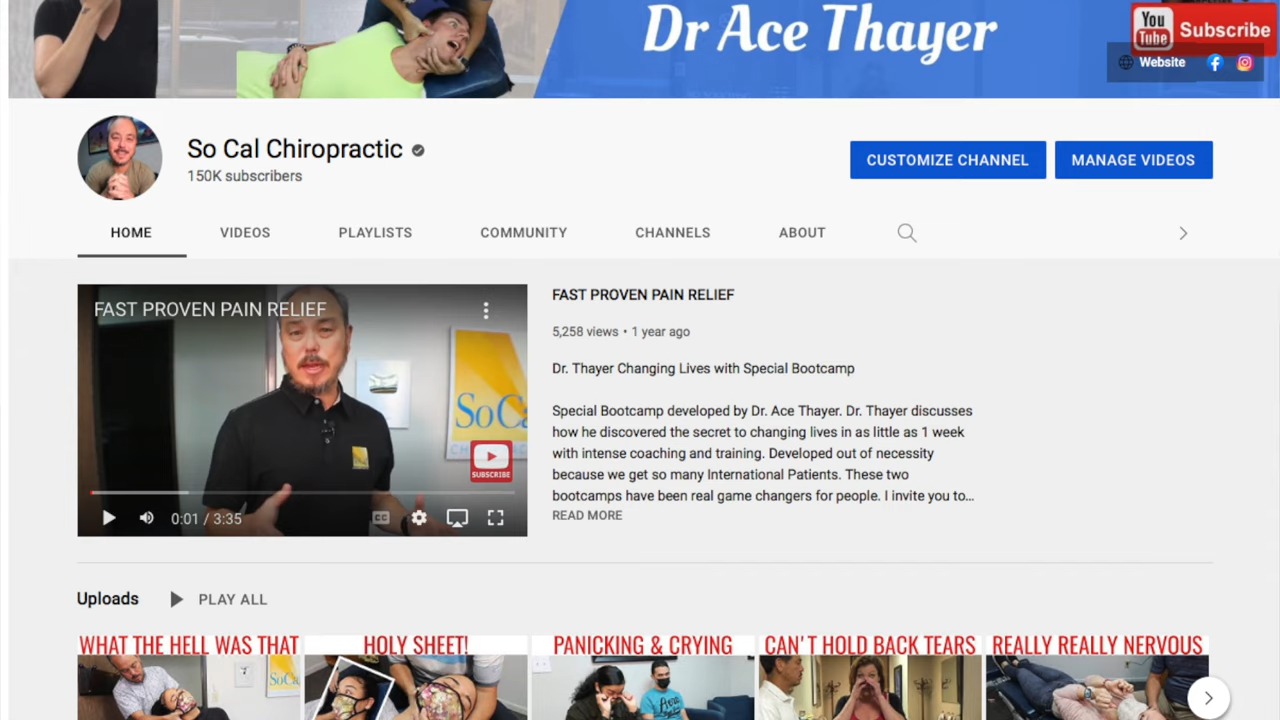 Dr Ace Thayer
You
Tube
Subscribe
Website
So Cal Chiropractic
150K subscribers
CUSTOMIZE CHANNEL
MANAGE VIDEOS
HOME
VIDEOS
PLAYLISTS
COMMUNITY
CHANNELS
ABOUT
FAST PROVEN PAIN RELIEF
SoCa
SUBSCRIBE
0:01 / 3:35
CC
FAST PROVEN PAIN RELIEF
5,258 views • 1 year ago
Dr. Thayer Changing Lives with Special Bootcamp
Special Bootcamp developed by Dr. Ace Thayer. Dr. Thayer discusses
how he discovered the secret to changing lives in as little as 1 week
with intense coaching and training. Developed out of necessity
because we get so many International Patients. These two
bootcamps have been real game changers for people. I invite you to...
READ MORE
Uploads
PLAY ALL
WHAT THE HELL WAS THAT
HOLY SHEET!
PANICKING & CRYING
CAN'T HOLD BACK TEARS
REALLY REALLY NERVOUS
SoCa